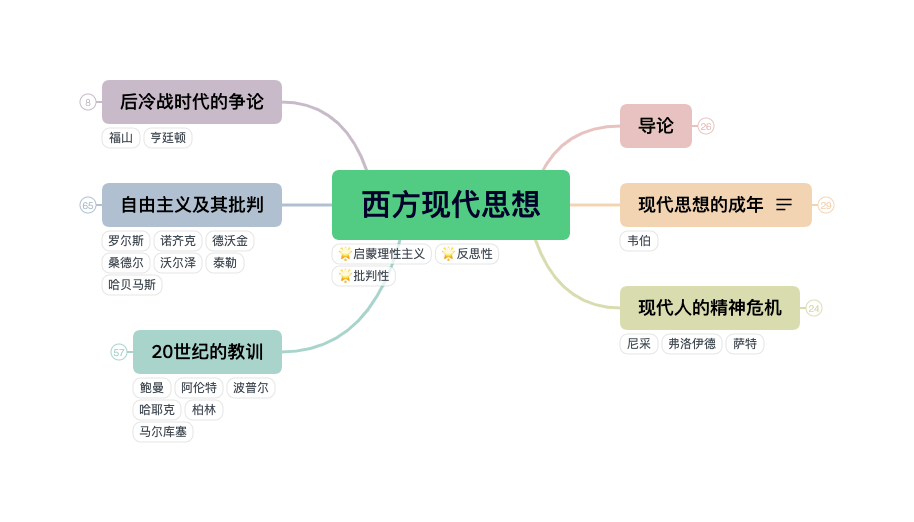 西方现代思想
🌟启蒙理性主义 🌟反思性
🌟批判性
导论
26
现代思想的成年
29
韦伯
现代人的精神危机
24
尼采 弗洛伊德 萨特
后冷战时代的争论
8
福山 亨廷顿
自由主义及其批判
65
罗尔斯 诺齐克 德沃金
桑德尔 沃尔泽 泰勒
哈贝马斯
20世纪的教训
57
鲍曼 阿伦特 波普尔
哈耶克 柏林
马尔库塞